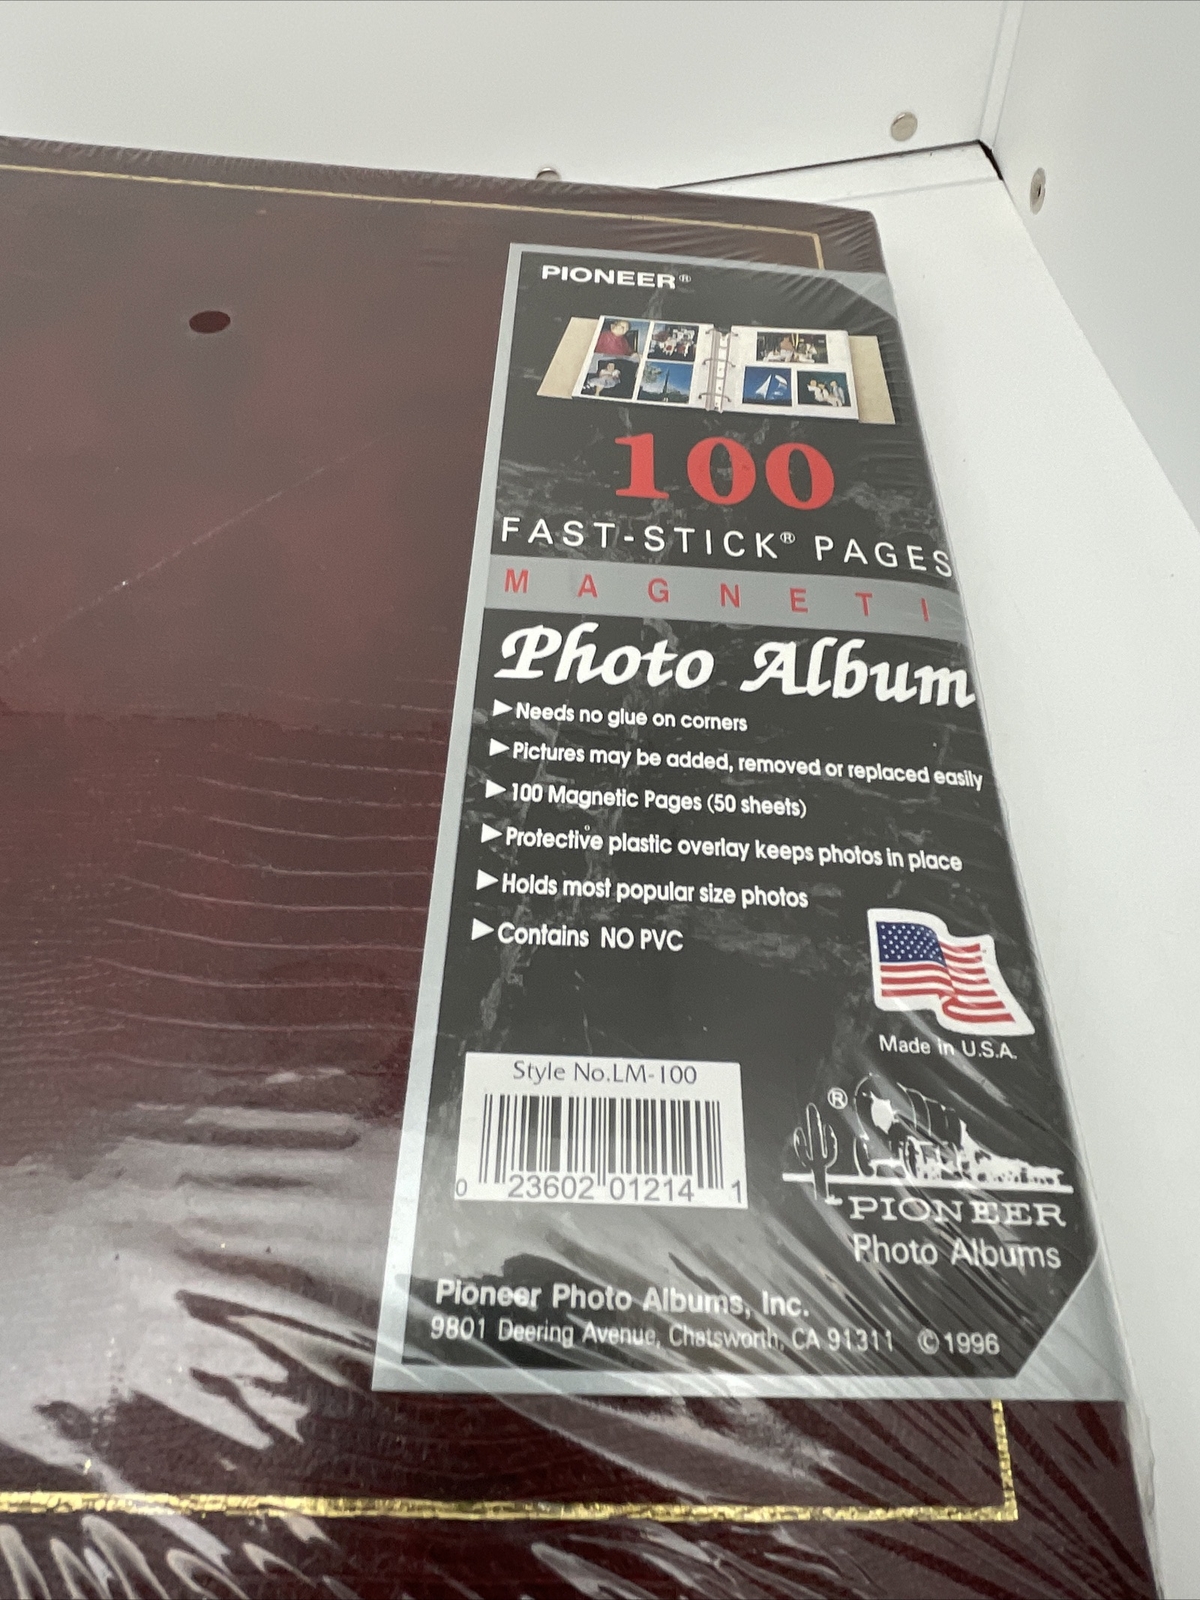 PIONEER®
100
FAST-STICK® PAGES
MAGNETI
Photo Album
▶Needs no glue on corners
▶Pictures may be added, removed or replaced easily
▶100 Magnetic Pages (50 sheets)
▶Protective plastic overlay keeps photos in place
▶Holds most popular size photos
▶Contains NO PVC
Made in U.S.A.
Style No.LM-100
0 23602 01214 1
®
PIONEER
Photo Albums
Pioneer Photo Albums, Inc.
9801 Deering Avenue, Chatsworth, CA 91311 ©1996